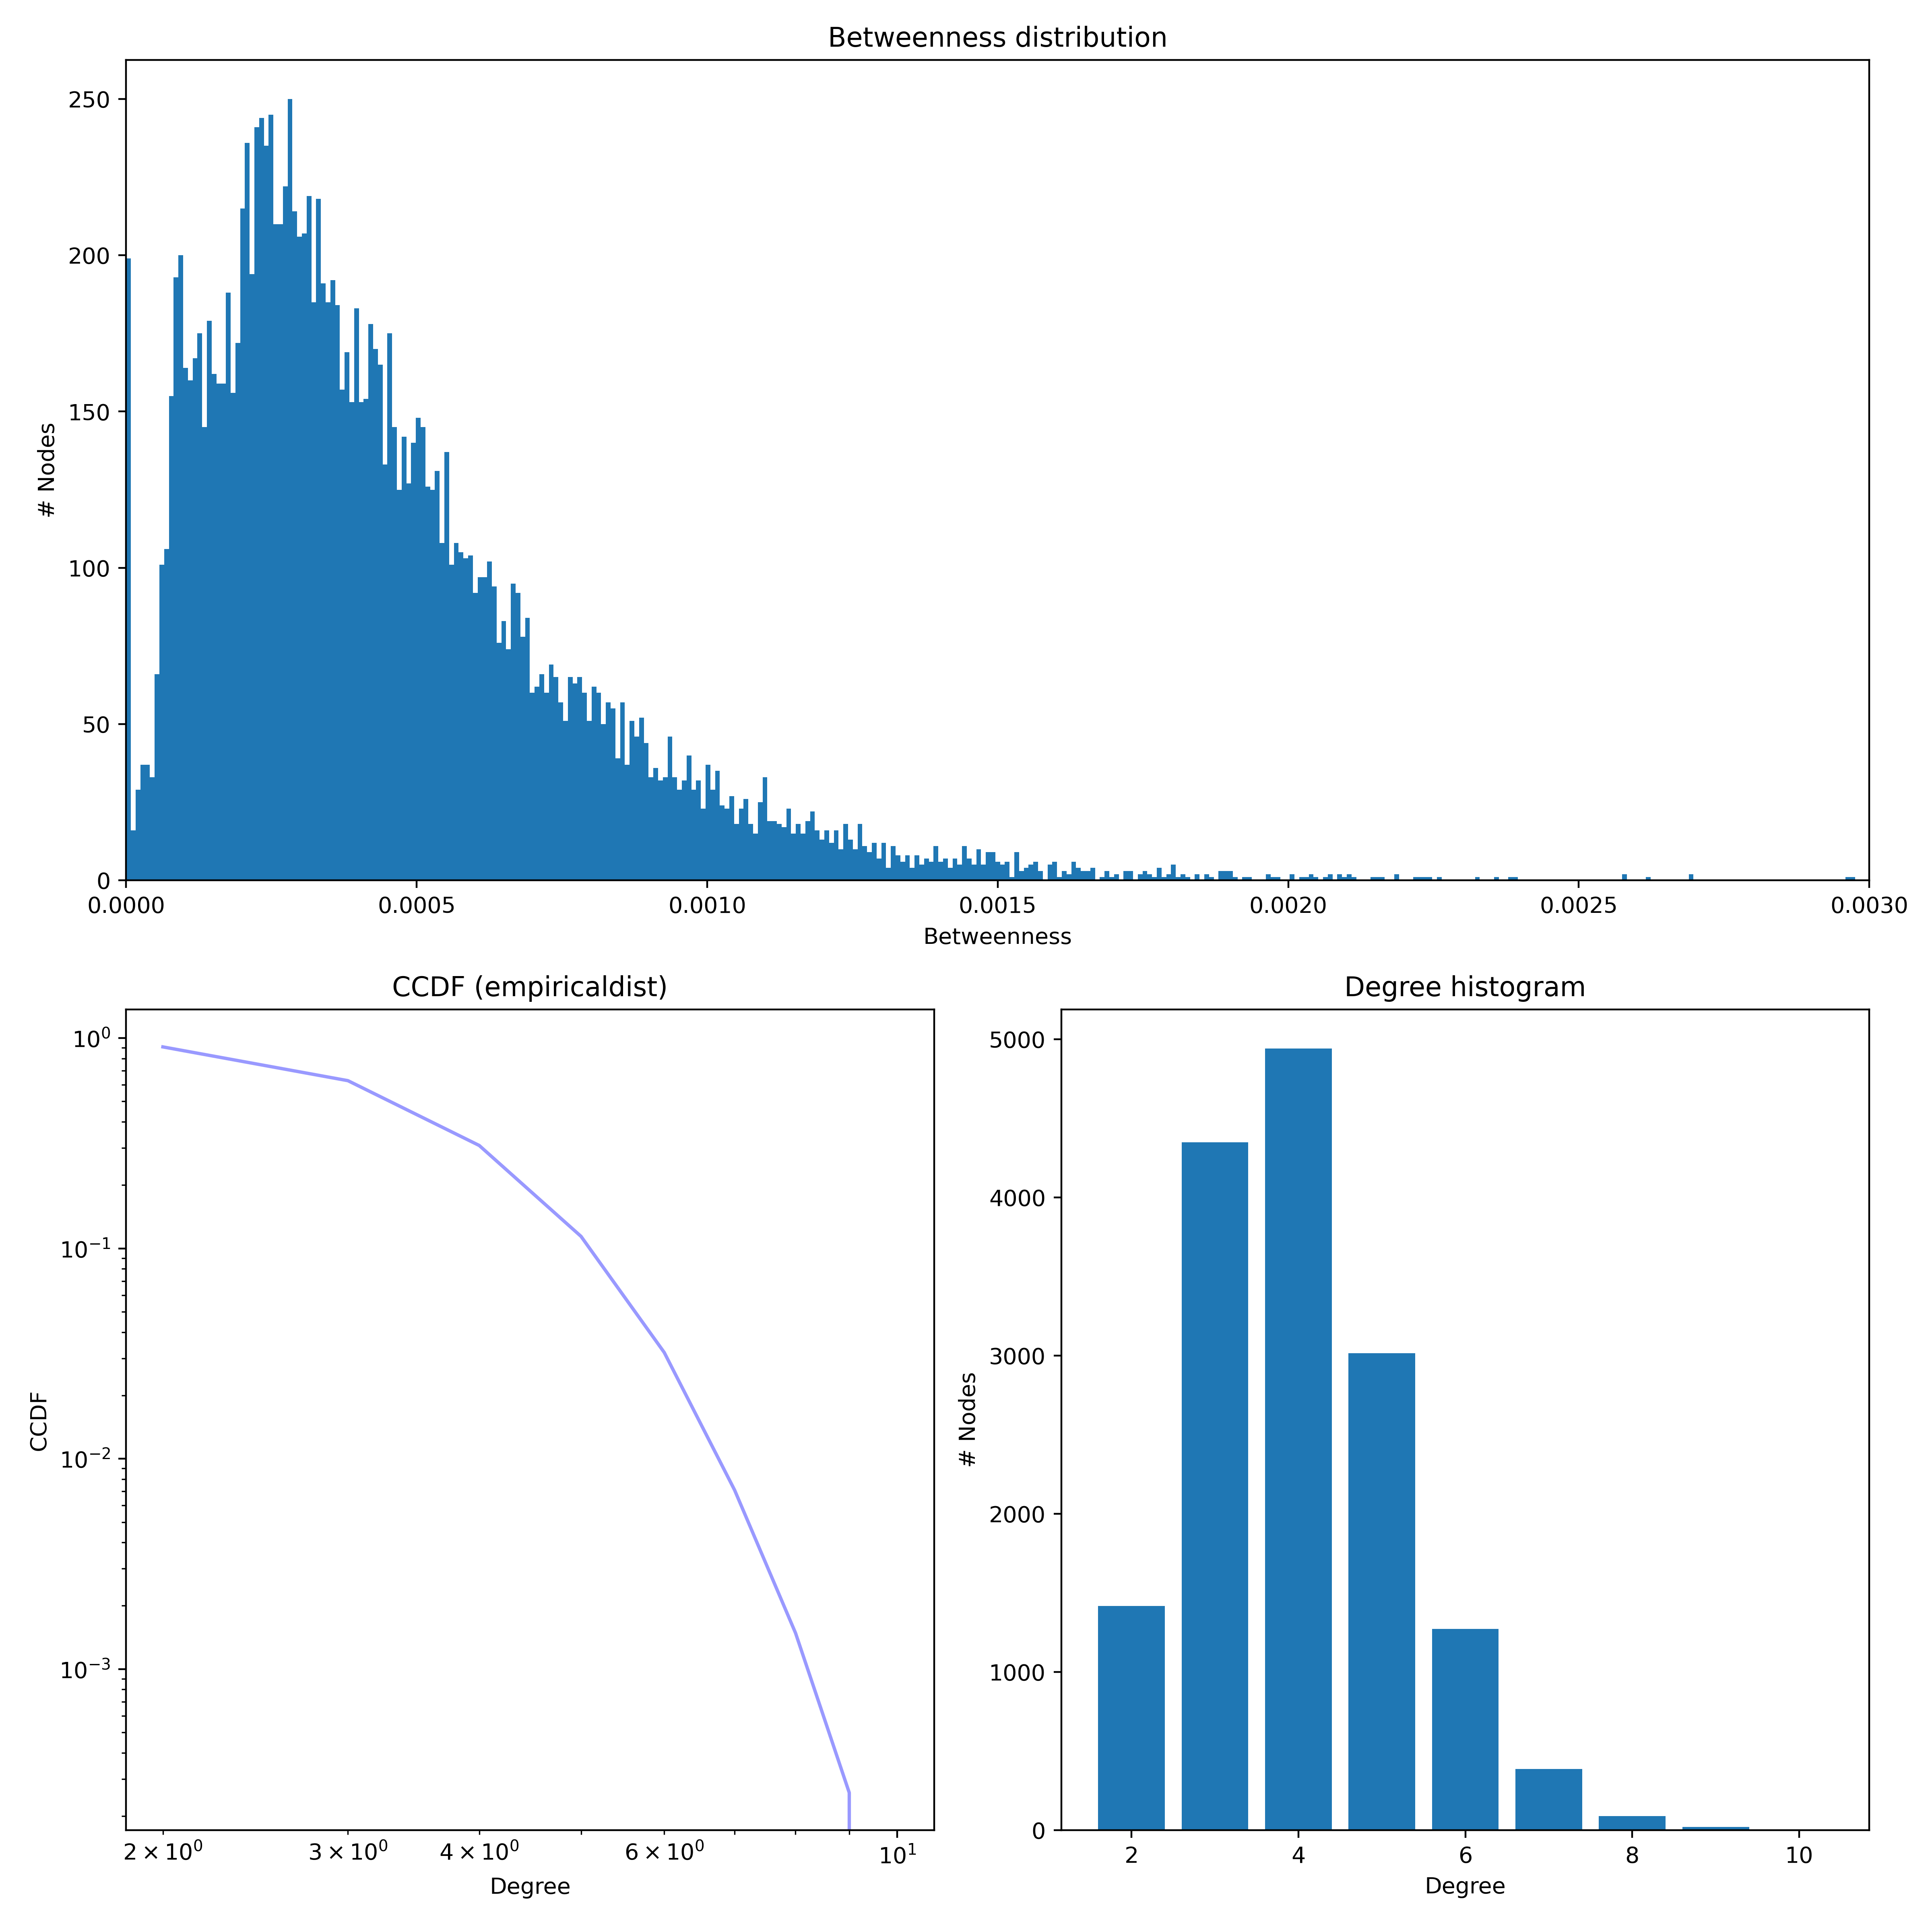 Betweenness distribution
250
200
150
100
50
0
# Nodes
0.0000 0.0005 0.0010 0.0015 0.0020 0.0025 0.0030
Betweenness
CCDF (empiricaldist)
10⁰
10⁻¹
10⁻²
10⁻³
CCDF
2 × 10⁰ 3 × 10⁰ 4 × 10⁰ 6 × 10⁰ 10¹
Degree
Degree histogram
5000
4000
3000
2000
1000
0
# Nodes
2 4 6 8 10
Degree